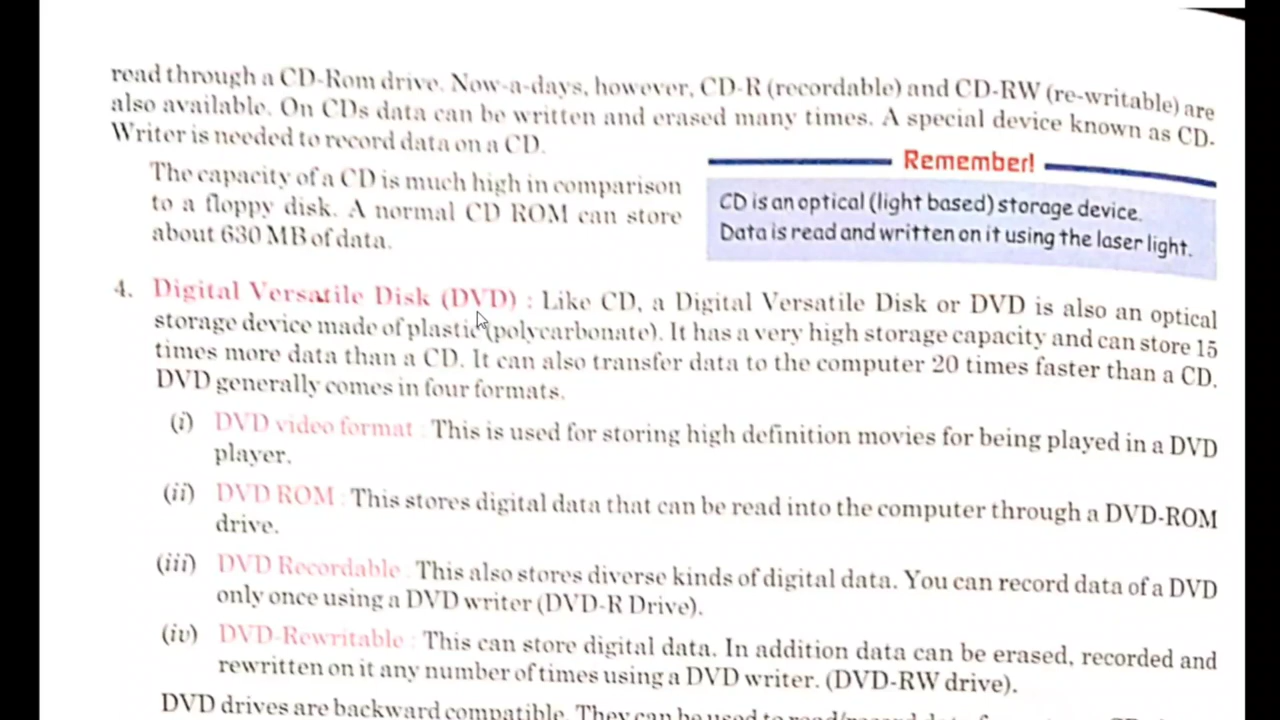 read through a CD-Rom drive. Now-a-days, however, CD-R (recordable) and CD-RW (re-writable) are
also available. On CDs data can be written and erased many times. A special device known as CD-
Writer is needed to record data on a CD.
The capacity of a CD is much high in comparison
to a floppy disk. A normal CD ROM can store
about 630 MB of data.
Remember!
CD is an optical (light based) storage device.
Data is read and written on it using the laser light.
4. Digital Versatile Disk (DVD) : Like CD, a Digital Versatile Disk or DVD is also an optical
storage device made of plastic (polycarbonate). It has a very high storage capacity and can store 15
times more data than a CD. It can also transfer data to the computer 20 times faster than a CD.
DVD generally comes in four formats.
(i) DVD video format : This is used for storing high definition movies for being played in a DVD
player.
(ii) DVD ROM : This stores digital data that can be read into the computer through a DVD-ROM
drive.
(iii) DVD Recordable : This also stores diverse kinds of digital data. You can record data of a DVD
only once using a DVD writer (DVD-R Drive).
(iv) DVD-Rewritable : This can store digital data. In addition data can be erased, recorded and
rewritten on it any number of times using a DVD writer. (DVD-RW drive).
DVD drives are backward compatible. They can be used to read/record data